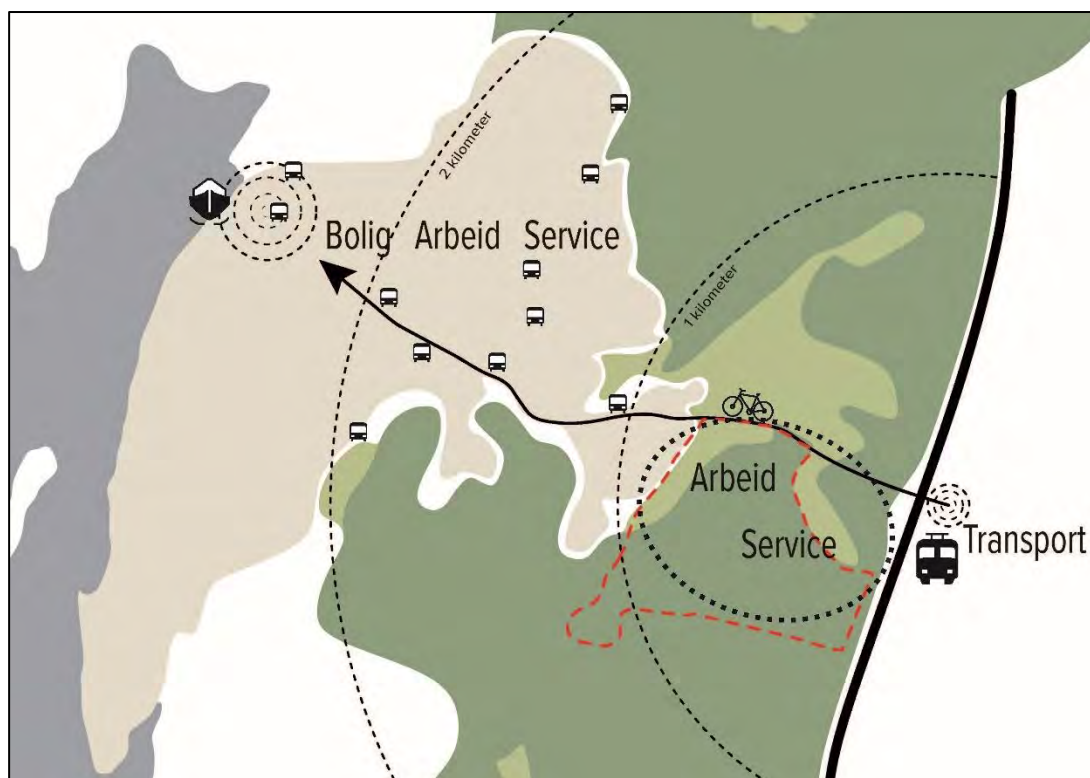 2 kilometer
Bolig Arbeid Service
1 kilometer
Arbeid
Service
Transport